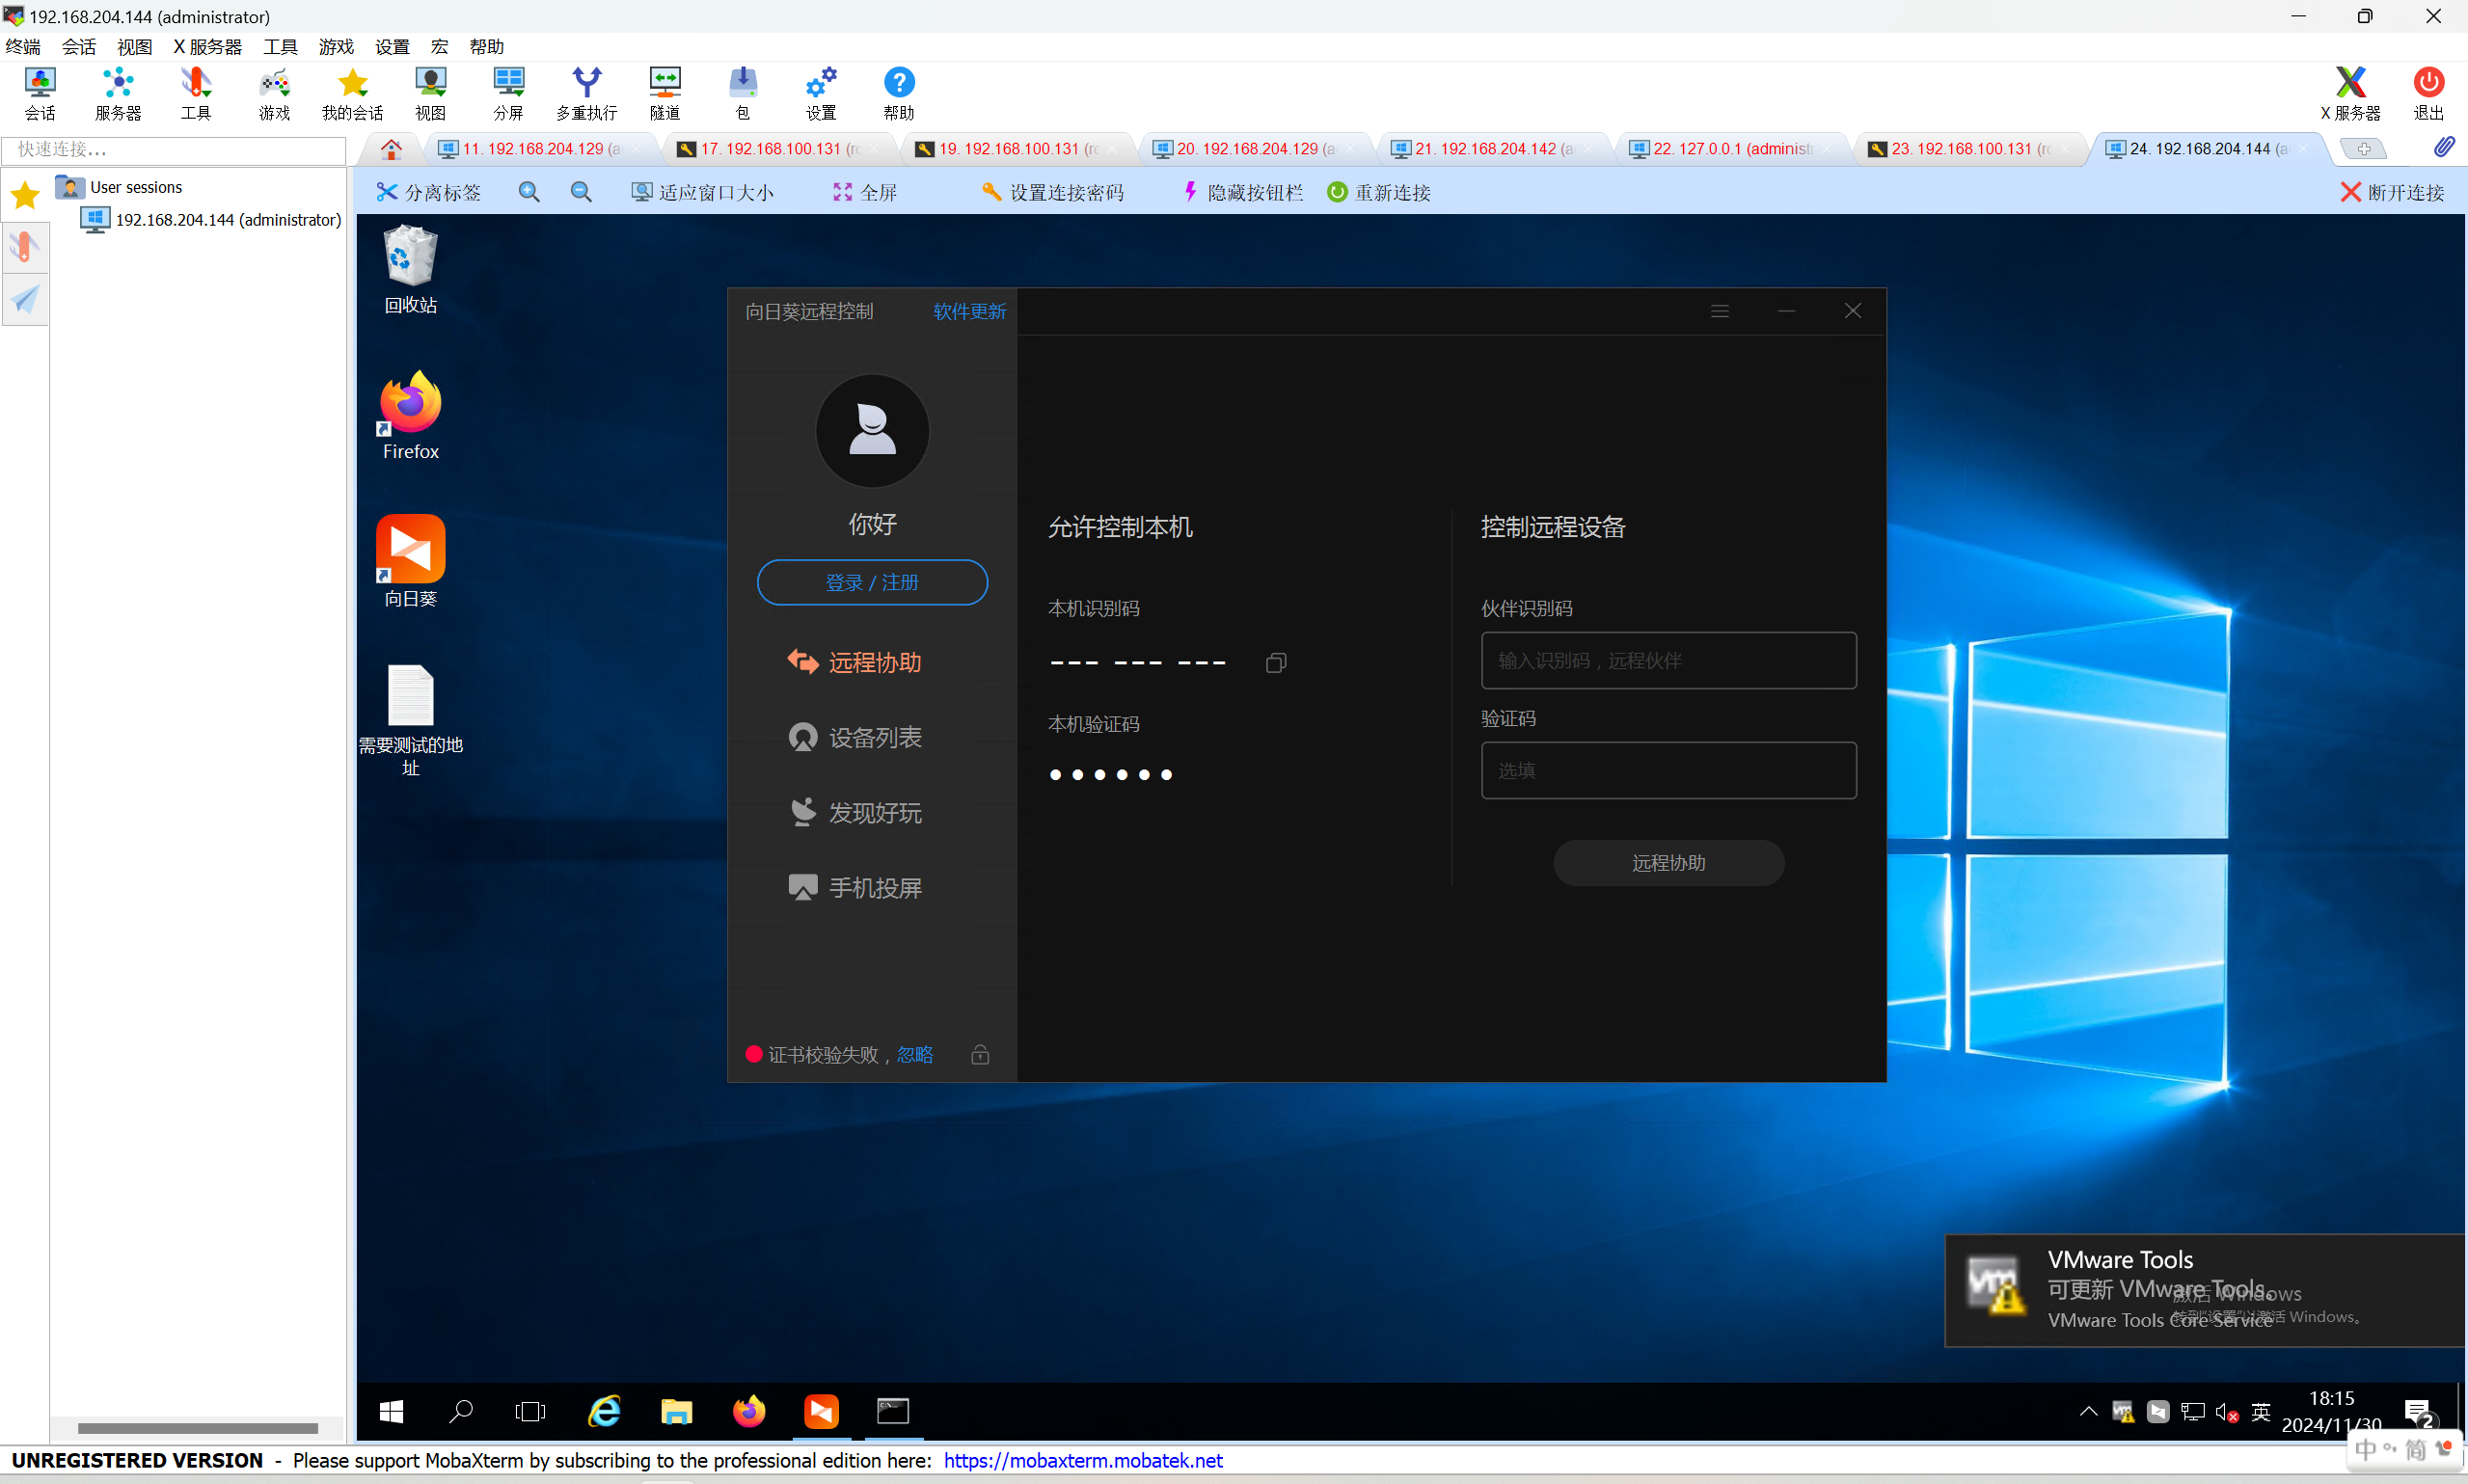 192.168.204.144 (administrator)
终端 会话 视图 X 服务器 工具 游戏 设置 宏 帮助
会话 服务器 工具 游戏 我的会话 视图 分屏 多重执行 隧道 包 设置 帮助 X 服务器 退出
快速连接...
11. 192.168.204.129 (a
17. 192.168.100.131 (ro
19. 192.168.100.131 (ro
20. 192.168.204.129 (a
21. 192.168.204.142 (a
22. 127.0.0.1 (administ
23. 192.168.100.131 (ro
24. 192.168.204.144 (a
User sessions
192.168.204.144 (administrator)
分离标签 适应窗口大小 全屏 设置连接密码 隐藏按钮栏 重新连接 断开连接
回收站
Firefox
向日葵
需要测试的地
址
向日葵远程控制 软件更新
你好
登录 / 注册
远程协助
设备列表
发现好玩
手机投屏
证书校验失败，忽略
允许控制本机
本机识别码
--- --- ---
本机验证码
●●●●●●
控制远程设备
伙伴识别码
输入识别码，远程伙伴
验证码
选填
远程协助
VMware Tools
可更新 VMware Tools。
VMware Tools Core Service
激活 Windows
转到"设置"以激活 Windows。
英
18:15
2024/11/30
2
中 简
UNREGISTERED VERSION - Please support MobaXterm by subscribing to the professional edition here: https://mobaxterm.mobatek.net